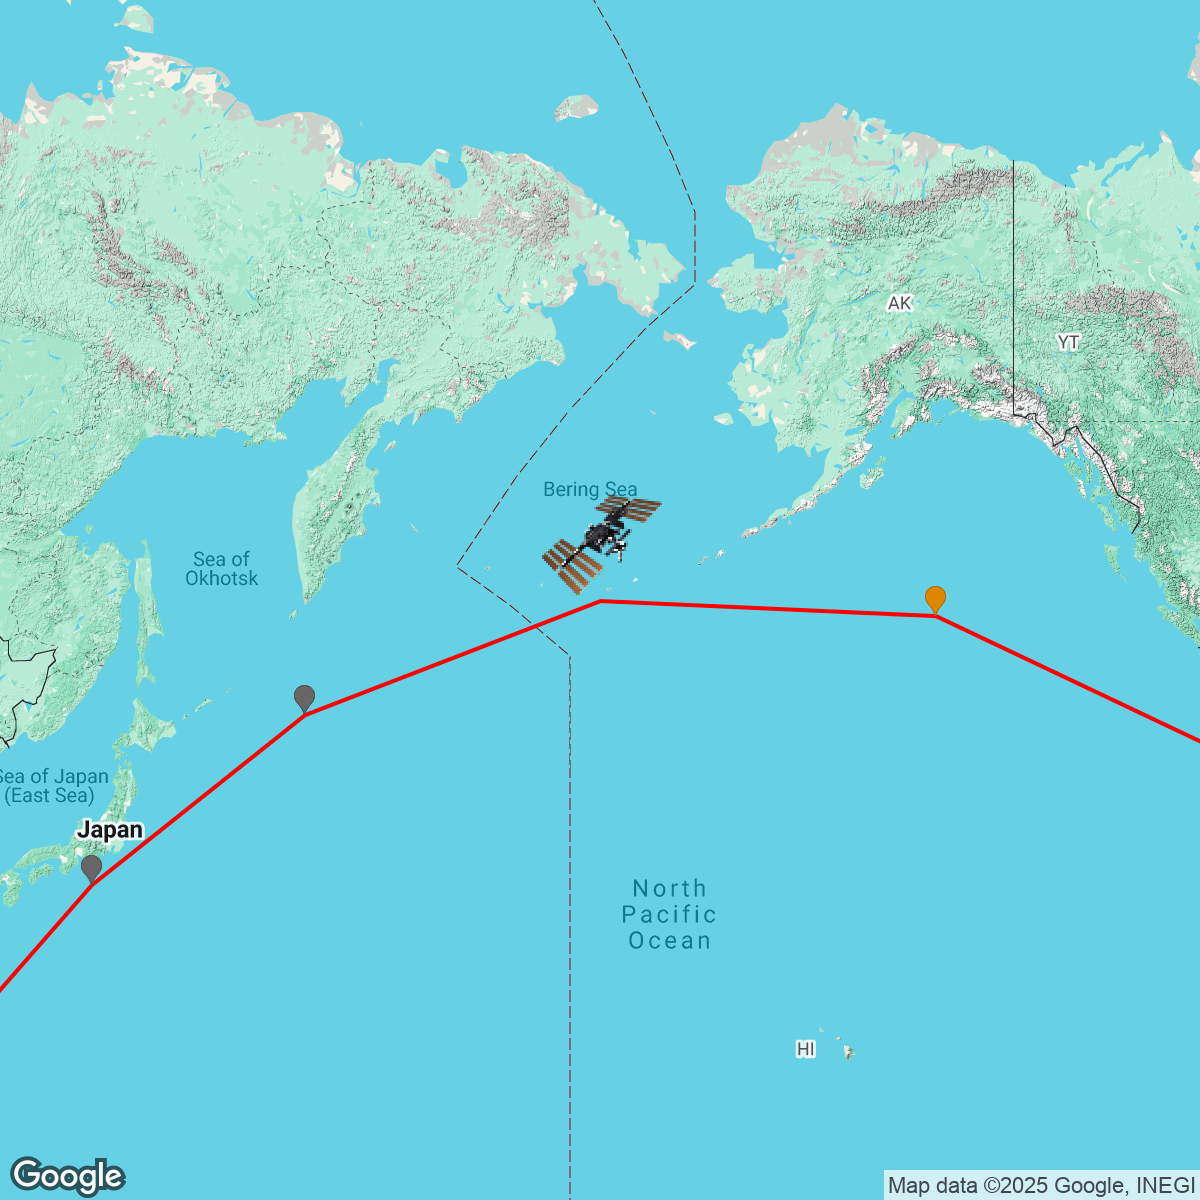 AK
YT
Bering Sea
Sea of
Okhotsk
Sea of Japan
(East Sea)
Japan
North
Pacific
Ocean
HI
Google
Map data ©2025 Google, INEGI